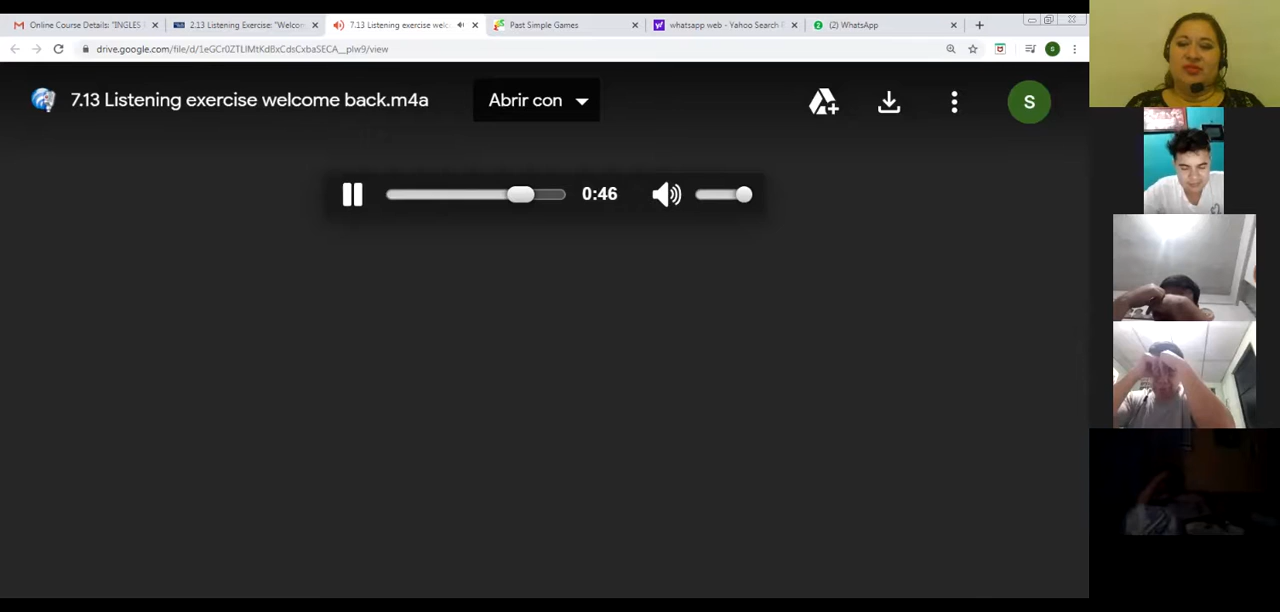 Online Course Details: "INGLES
2.13 Listening Exercise: "Welcom
7.13 Listening exercise welc
Past Simple Games
whatsapp web - Yahoo Search
(2) WhatsApp
drive.google.com/file/d/1eGCr0ZTLlMtKdBxCdsCxbaSECA__plw9/view
S
7.13 Listening exercise welcome back.m4a
Abrir con
S
0:46